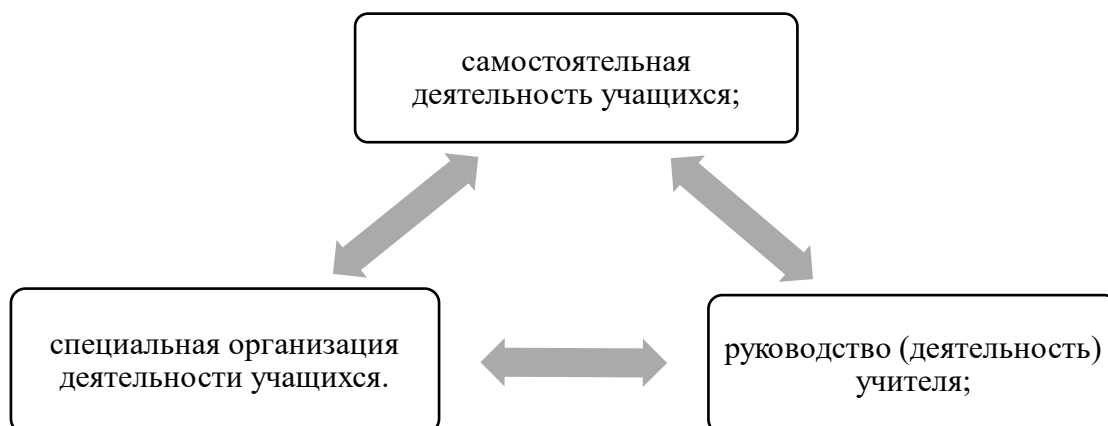 самостоятельная
деятельность учащихся;
специальная организация
деятельности учащихся.
руководство (деятельность)
учителя;